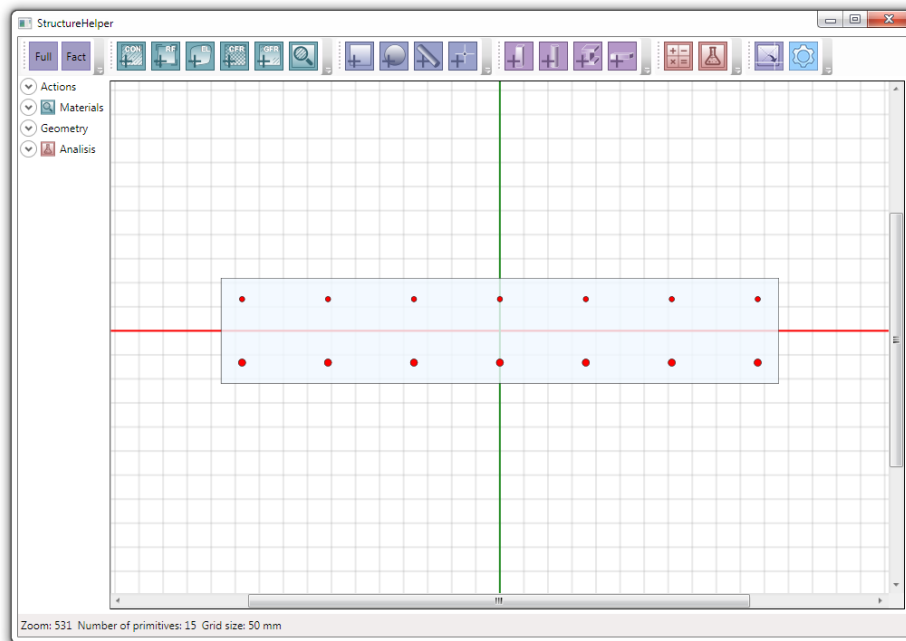 StructureHelper
Full Fact CON RF EL CFR GFR
Actions
Materials
Geometry
Analisis
Zoom: 531 Number of primitives: 15 Grid size: 50 mm